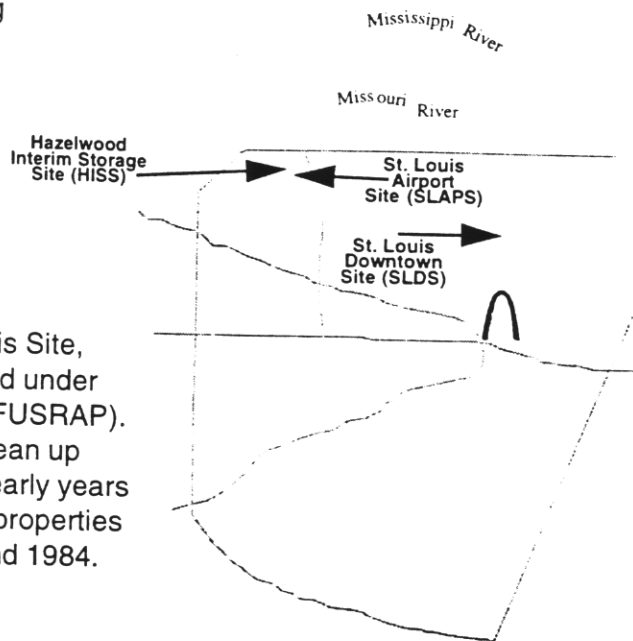 g
Mississippi River
Missouri River
Hazelwood
Interim Storage
Site (HISS)
St. Louis
Airport
Site (SLAPS)
St. Louis
Downtown
Site (SLDS)
is Site,
d under
FUSRAP).
ean up
early years
properties
nd 1984.